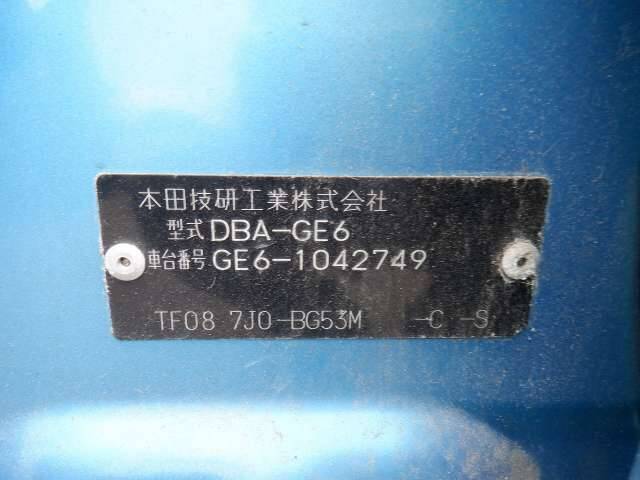 本田技研工業株式会社
型式 DBA-GE6
車台番号 GE6-1042749
TF08 7J0-BG53M -C -S